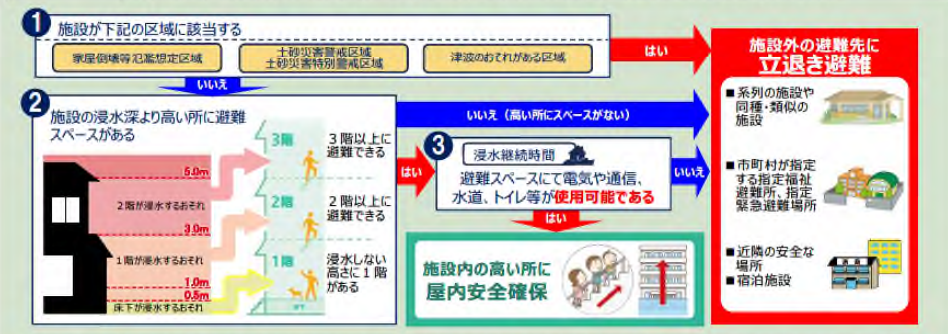 1 施設が下記の区域に該当する
家屋倒壊等氾濫想定区域
土砂災害警戒区域
土砂災害特別警戒区域
津波のおそれがある区域
はい
いいえ
2 施設の浸水深より高い所に避難
スペースがある
5.0m
2階が浸水するおそれ
3.0m
1階が浸水するおそれ
1.0m
0.5m
床下が浸水するおそれ
3階
3階以上に
避難できる
2階
2階以上に
避難できる
1階
浸水しない
高さに1階
がある
いいえ（高い所にスペースがない）
はい
3 浸水継続時間
避難スペースにて電気や通信、
水道、トイレ等が使用可能である
いいえ
はい
施設内の高い所に
屋内安全確保
施設外の避難先に
立退き避難
■系列の施設や
同種・類似の
施設
■市町村が指定
する指定福祉
避難所、指定
緊急避難場所
■近隣の安全な
場所
■宿泊施設